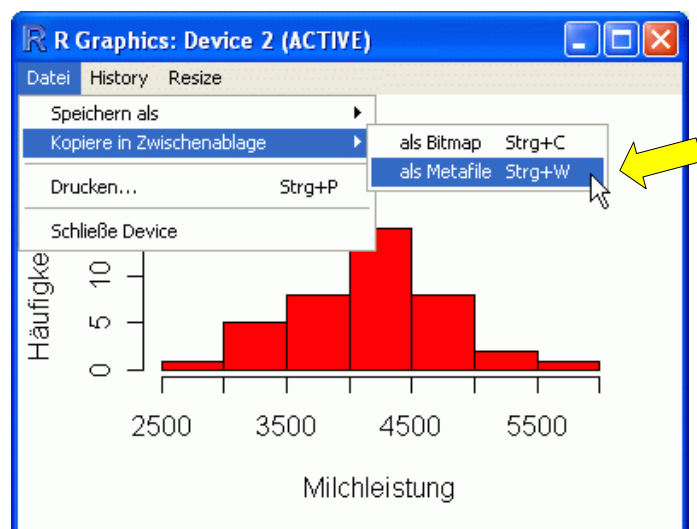 R R Graphics: Device 2 (ACTIVE)
Datei History Resize
Speichern als
Kopiere in Zwischenablage
als Bitmap Strg+C
als Metafile Strg+W
Drucken... Strg+P
Schließe Device
Häufigke
10
5
0
2500 3500 4500 5500
Milchleistung